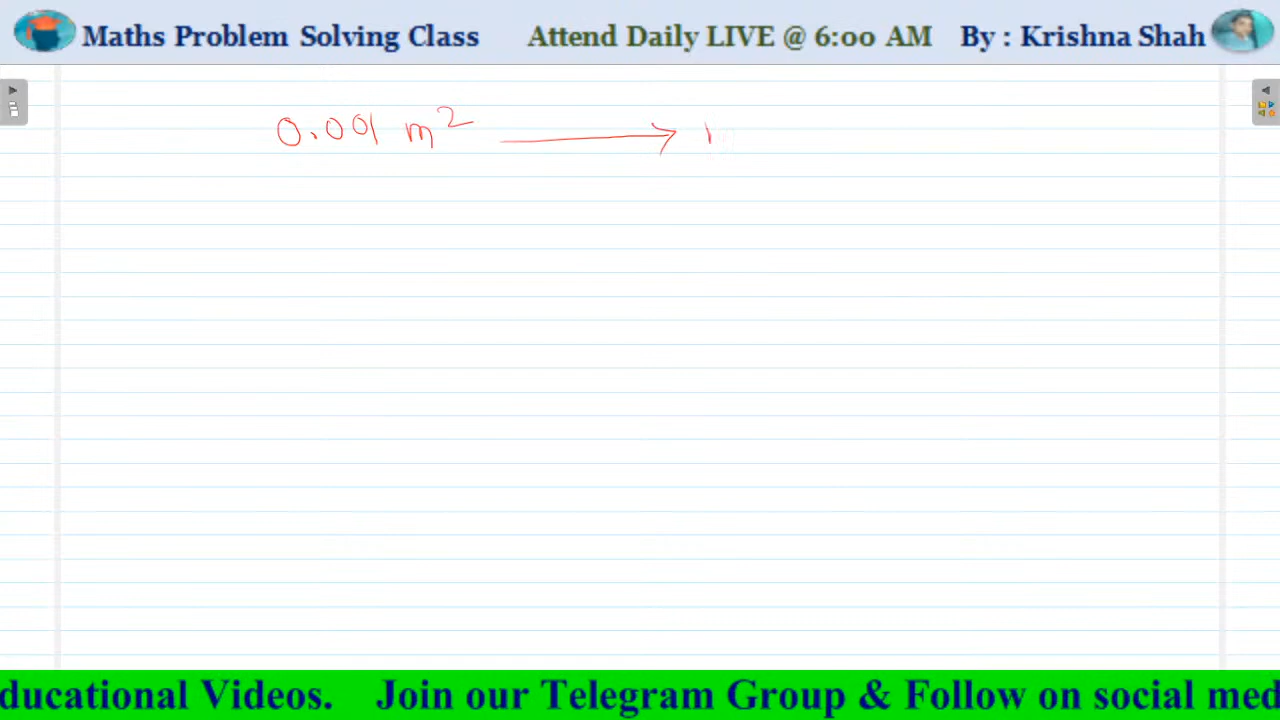 Maths Problem Solving Class Attend Daily LIVE @ 6:00 AM By : Krishna Shah
0.001 m² →
ducational Videos. Join our Telegram Group & Follow on social med